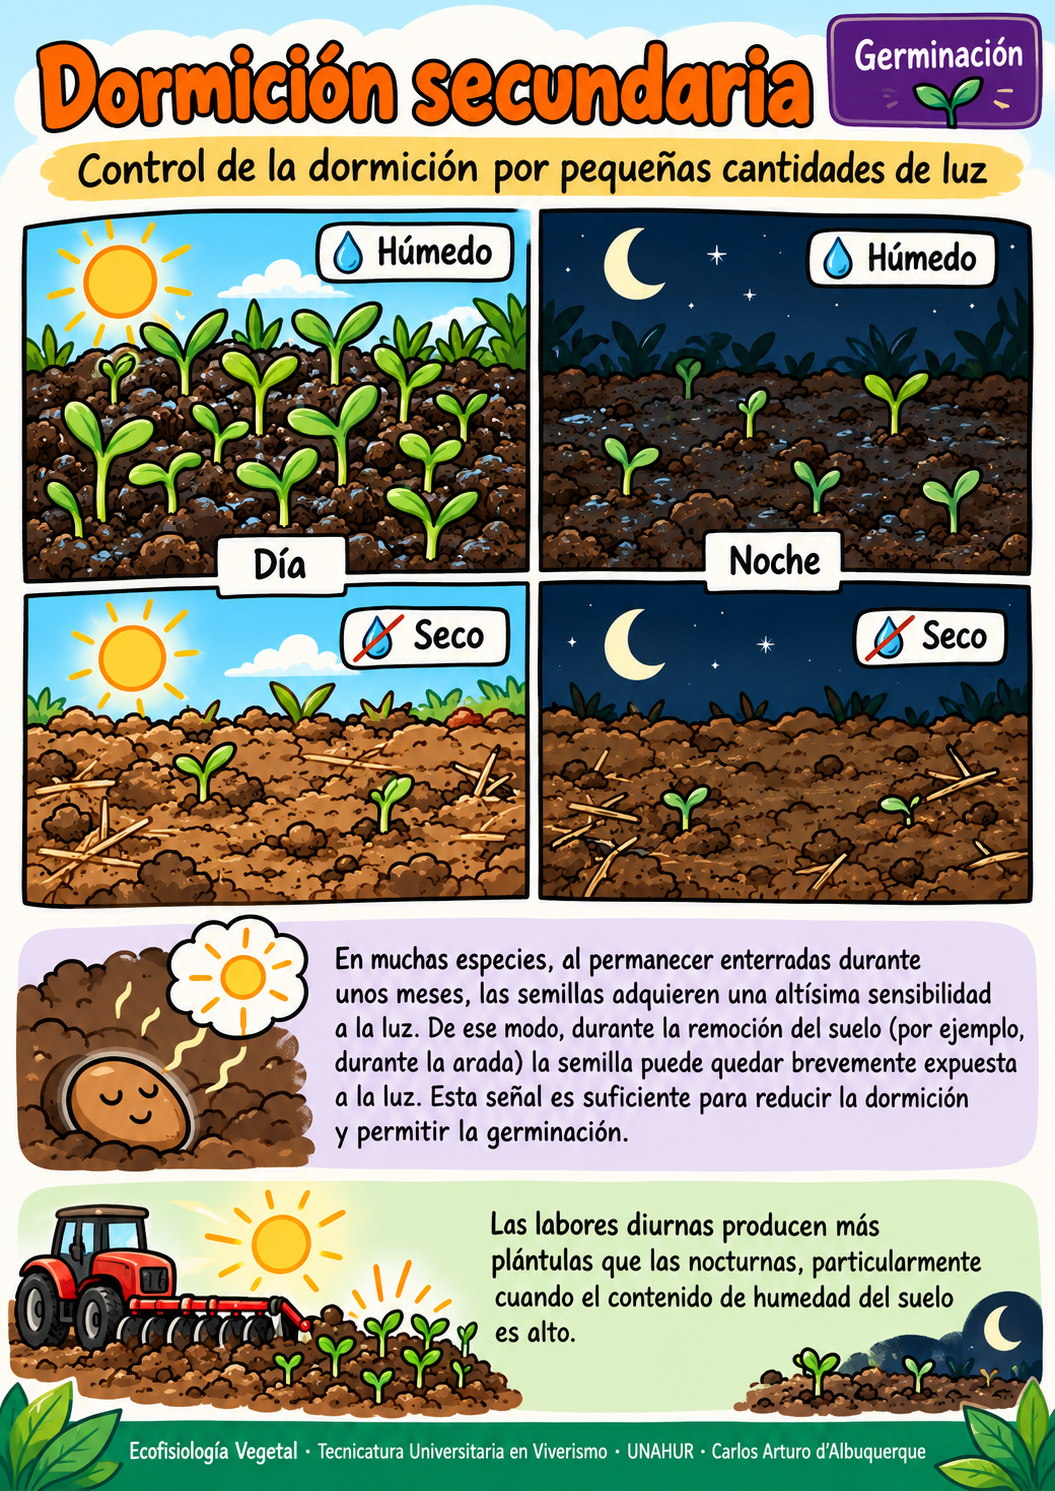 Dormición secundaria
Germinación
Control de la dormición por pequeñas cantidades de luz
Húmedo
Húmedo
Día
Noche
Seco
Seco
En muchas especies, al permanecer enterradas durante
unos meses, las semillas adquieren una altísima sensibilidad
a la luz. De ese modo, durante la remoción del suelo (por ejemplo,
durante la arada) la semilla puede quedar brevemente expuesta
a la luz. Esta señal es suficiente para reducir la dormición
y permitir la germinación.
Las labores diurnas producen más
plántulas que las nocturnas, particularmente
cuando el contenido de humedad del suelo
es alto.
Ecofisiología Vegetal · Tecnicatura Universitaria en Viverismo · UNAHUR · Carlos Arturo d'Albuquerque